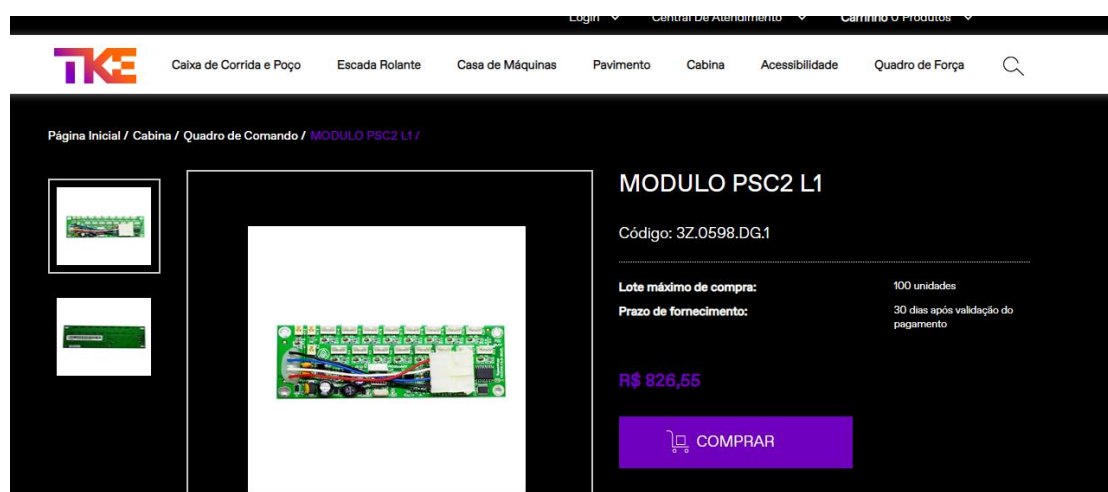 Login
Central De Atendimento
Carrinho 0 Produtos
TKE
Caixa de Corrida e Poço
Escada Rolante
Casa de Máquinas
Pavimento
Cabina
Acessibilidade
Quadro de Força
Página Inicial / Cabina / Quadro de Comando / MODULO PSC2 L1 /
MODULO PSC2 L1
Código: 3Z.0598.DG.1
Lote máximo de compra:
100 unidades
Prazo de fornecimento:
30 dias após validação do
pagamento
R$ 826,55
COMPRAR